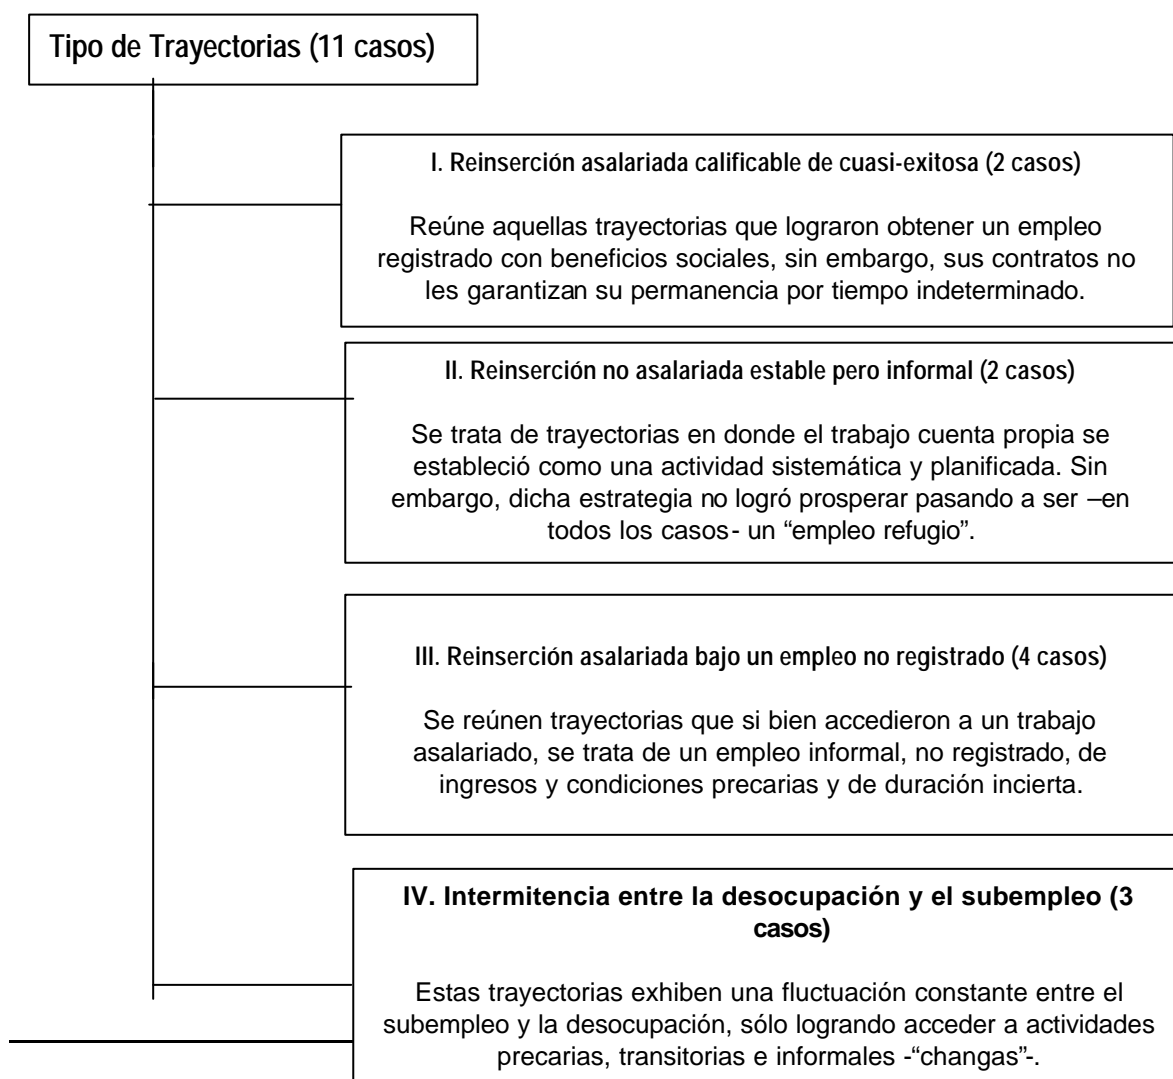 Tipo de Trayectorias (11 casos)
I. Reinserción asalariada calificable de cuasi-exitosa (2 casos)
Reúne aquellas trayectorias que lograron obtener un empleo
registrado con beneficios sociales, sin embargo, sus contratos no
les garantizan su permanencia por tiempo indeterminado.
II. Reinserción no asalariada estable pero informal (2 casos)
Se trata de trayectorias en donde el trabajo cuenta propia se
estableció como una actividad sistemática y planificada. Sin
embargo, dicha estrategia no logró prosperar pasando a ser –en
todos los casos- un “empleo refugio”.
III. Reinserción asalariada bajo un empleo no registrado (4 casos)
Se reúnen trayectorias que si bien accedieron a un trabajo
asalariado, se trata de un empleo informal, no registrado, de
ingresos y condiciones precarias y de duración incierta.
IV. Intermitencia entre la desocupación y el subempleo (3
casos)
Estas trayectorias exhiben una fluctuación constante entre el
subempleo y la desocupación, sólo logrando acceder a actividades
precarias, transitorias e informales -“changas”-.